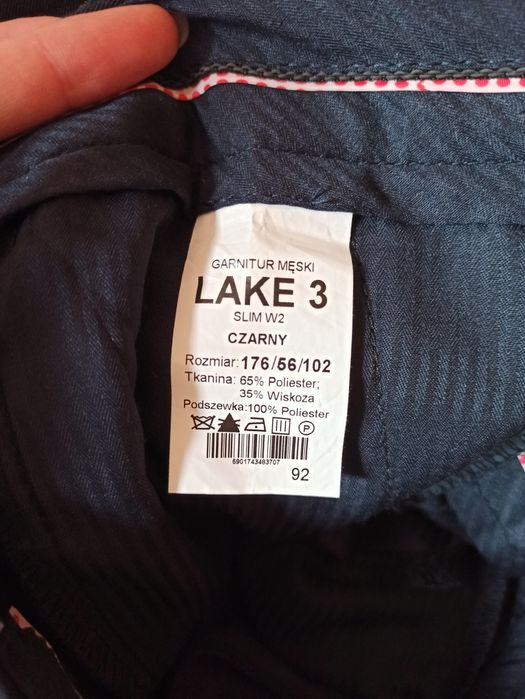 GARNITUR MĘSKI
LAKE 3
SLIM W2
CZARNY
Rozmiar: 176/56/102
Tkanina: 65% Poliester;
35% Wiskoza
Podszewka:100% Poliester
P
6901743483707
92